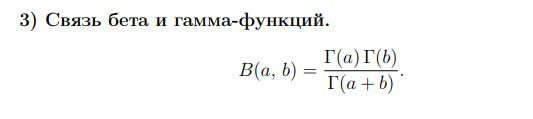 3) Связь бета и гамма-функций.
B(a, b) = Γ(a) Γ(b) / Γ(a + b).